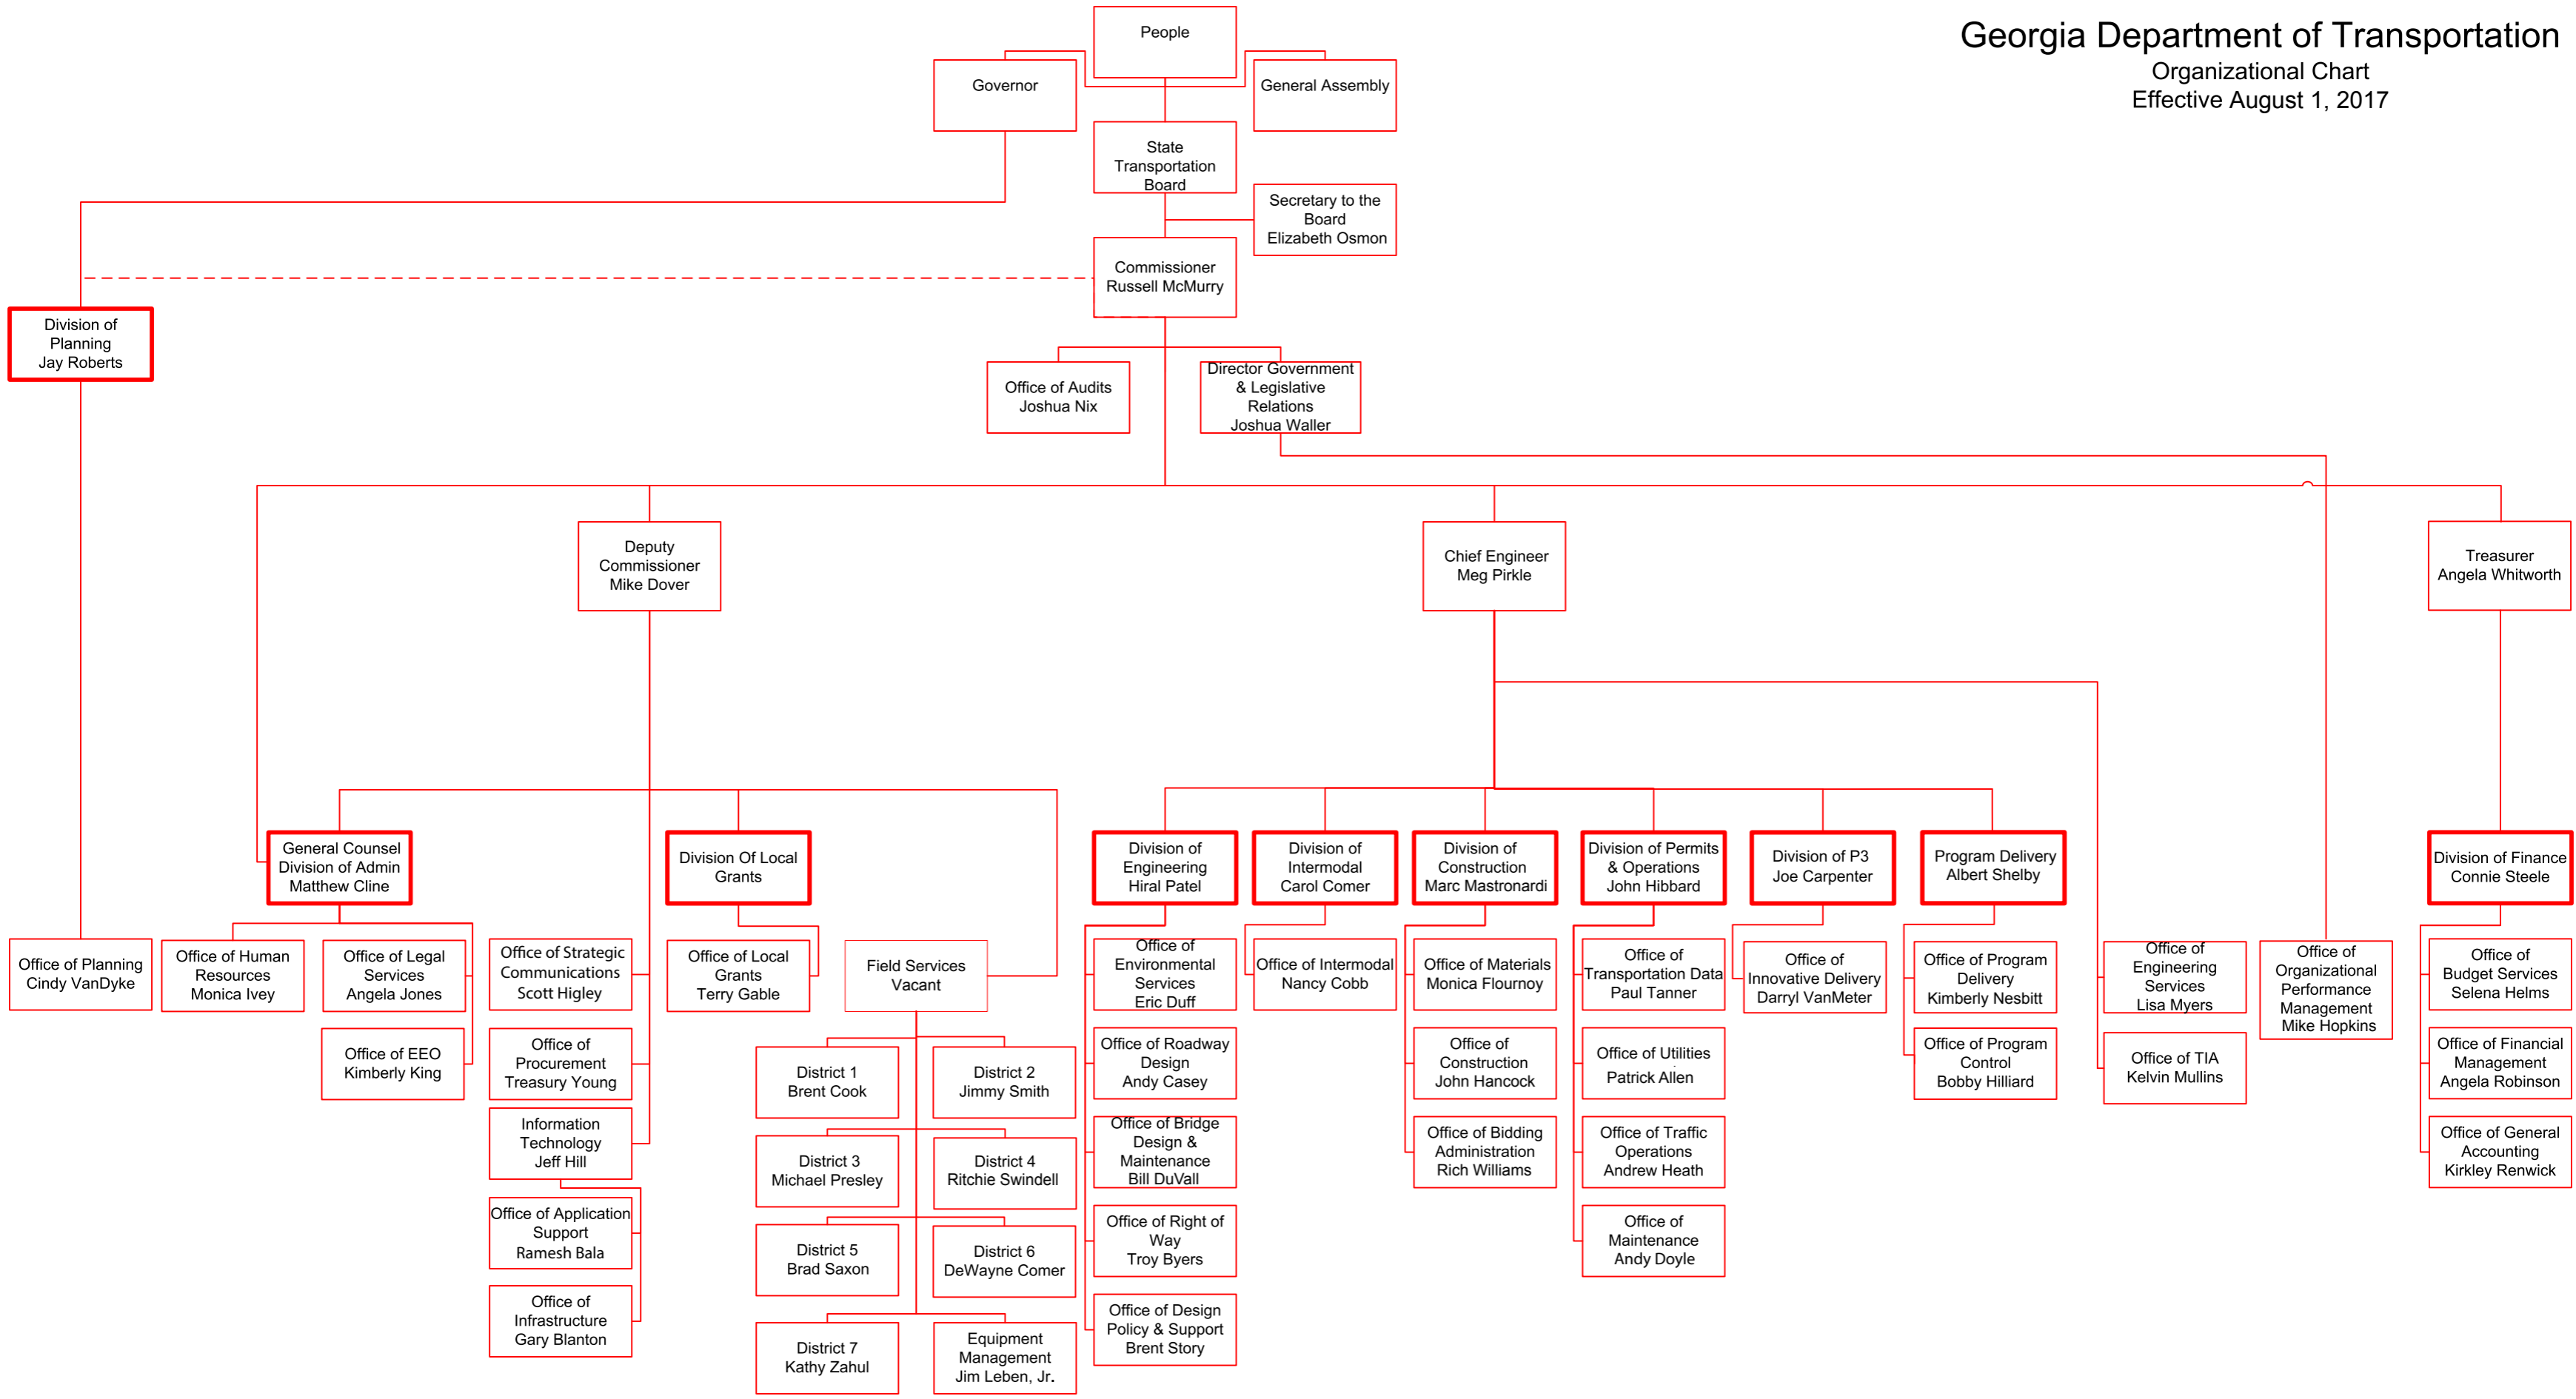 Georgia Department of Transportation
Organizational Chart
Effective August 1, 2017
People
Governor
General Assembly
State
Transportation
Board
Secretary to the
Board
Elizabeth Osmon
Commissioner
Russell McMurry
Division of
Planning
Jay Roberts
Office of Audits
Joshua Nix
Director Government
& Legislative
Relations
Joshua Waller
Deputy
Commissioner
Mike Dover
Chief Engineer
Meg Pirkle
Treasurer
Angela Whitworth
General Counsel
Division of Admin
Matthew Cline
Division Of Local
Grants
Division of
Engineering
Hiral Patel
Division of
Intermodal
Carol Comer
Division of
Construction
Marc Mastronardi
Division of Permits
& Operations
John Hibbard
Division of P3
Joe Carpenter
Program Delivery
Albert Shelby
Division of Finance
Connie Steele
Office of Planning
Cindy VanDyke
Office of Human
Resources
Monica Ivey
Office of Legal
Services
Angela Jones
Office of Strategic
Communications
Scott Higley
Office of Local
Grants
Terry Gable
Field Services
Vacant
Office of
Environmental
Services
Eric Duff
Office of Intermodal
Nancy Cobb
Office of Materials
Monica Flournoy
Office of
Transportation Data
Paul Tanner
Office of
Innovative Delivery
Darryl VanMeter
Office of Program
Delivery
Kimberly Nesbitt
Office of
Engineering
Services
Lisa Myers
Office of
Organizational
Performance
Management
Mike Hopkins
Office of
Budget Services
Selena Helms
Office of EEO
Kimberly King
Office of
Procurement
Treasury Young
District 1
Brent Cook
District 2
Jimmy Smith
Office of Roadway
Design
Andy Casey
Office of
Construction
John Hancock
Office of Utilities
Patrick Allen
Office of Program
Control
Bobby Hilliard
Office of TIA
Kelvin Mullins
Office of Financial
Management
Angela Robinson
Information
Technology
Jeff Hill
District 3
Michael Presley
District 4
Ritchie Swindell
Office of Bridge
Design &
Maintenance
Bill DuVall
Office of Bidding
Administration
Rich Williams
Office of Traffic
Operations
Andrew Heath
Office of General
Accounting
Kirkley Renwick
Office of Application
Support
Ramesh Bala
District 5
Brad Saxon
District 6
DeWayne Comer
Office of Right of
Way
Troy Byers
Office of
Maintenance
Andy Doyle
Office of
Infrastructure
Gary Blanton
District 7
Kathy Zahul
Equipment
Management
Jim Leben, Jr.
Office of Design
Policy & Support
Brent Story